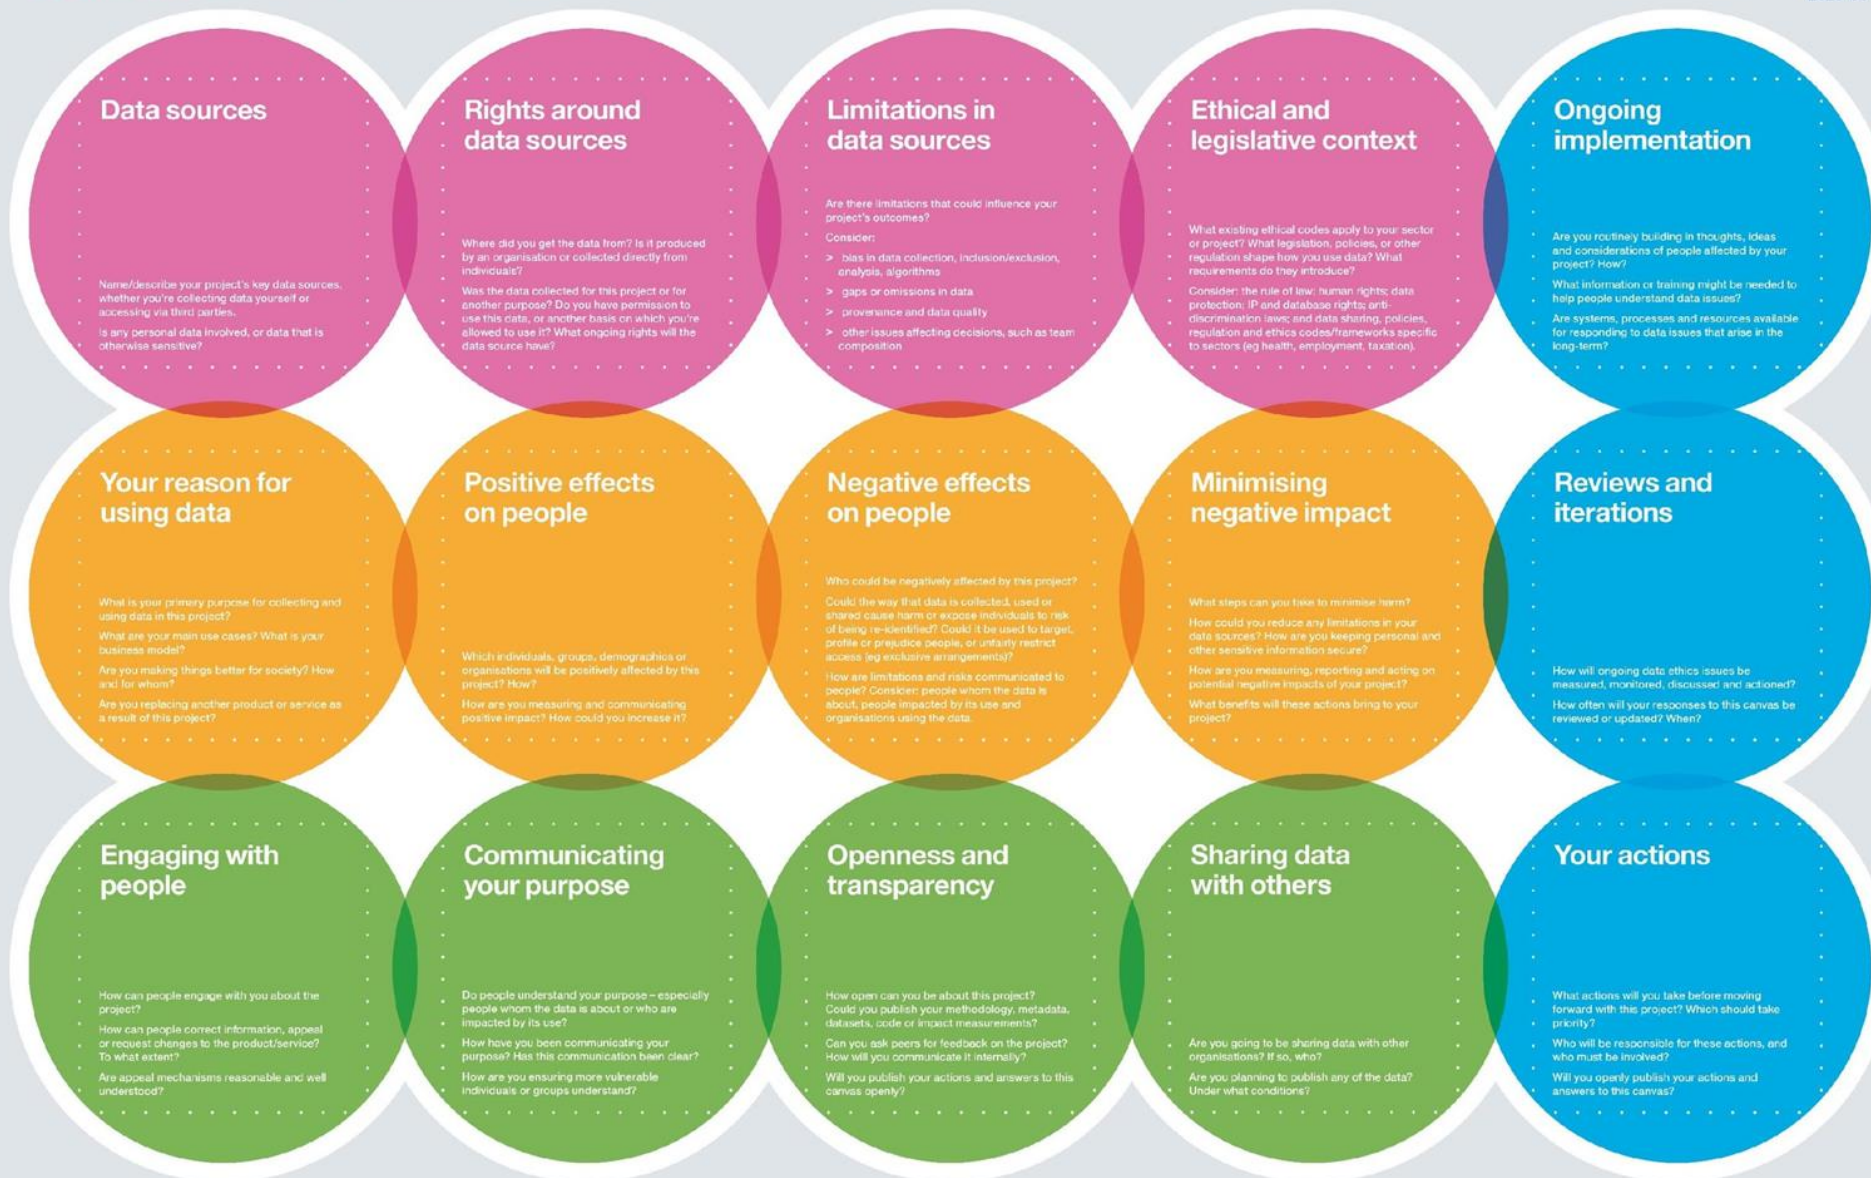 Data sources
Name/describe your project's key data sources,
whether you're collecting data yourself or
accessing via third parties.
Is any personal data involved, or data that is
otherwise sensitive?
Rights around
data sources
Where did you get the data from? Is it produced
by an organisation or collected directly from
individuals?
Was the data collected for this project or for
another purpose? Do you have permission to
use this data, or another basis on which you're
allowed to use it? What ongoing rights will the
data source have?
Limitations in
data sources
Are there limitations that could influence your
project's outcomes?
Consider:
> bias in data collection, inclusion/exclusion,
analysis, algorithms
> gaps or omissions in data
> provenance and data quality
> other issues affecting decisions, such as team
composition
Ethical and
legislative context
What existing ethical codes apply to your sector
or project? What legislation, policies, or other
regulation shape how you use data? What
requirements do they introduce?
Consider: the rule of law; human rights; data
protection; IP and database rights; anti-
discrimination laws; and data sharing, policies,
regulation and ethics codes/frameworks specific
to sectors (eg health, employment, taxation).
Ongoing
implementation
Are you routinely building in thoughts, ideas
and considerations of people affected by your
project? How?
What information or training might be needed to
help people understand data issues?
Are systems, processes and resources available
for responding to data issues that arise in the
long-term?
Your reason for
using data
What is your primary purpose for collecting and
using data in this project?
What are your main use cases? What is your
business model?
Are you making things better for society? How
and for whom?
Are you replacing another product or service as
a result of this project?
Positive effects
on people
Which individuals, groups, demographics or
organisations will be positively affected by this
project? How?
How are you measuring and communicating
positive impact? How could you increase it?
Negative effects
on people
Who could be negatively affected by this project?
Could the way that data is collected, used or
shared cause harm or expose individuals to risk
of being re-identified? Could it be used to target,
profile or prejudice people, or unfairly restrict
access (eg exclusive arrangements)?
How are limitations and risks communicated to
people? Consider: people whom the data is
about, people impacted by its use and
organisations using the data.
Minimising
negative impact
What steps can you take to minimise harm?
How could you reduce any limitations in your
data sources? How are you keeping personal and
other sensitive information secure?
How are you measuring, reporting and acting on
potential negative impacts of your project?
What benefits will these actions bring to your
project?
Reviews and
iterations
How will ongoing data ethics issues be
measured, monitored, discussed and actioned?
How often will your responses to this canvas be
reviewed or updated? When?
Engaging with
people
How can people engage with you about the
project?
How can people correct information, appeal
or request changes to the product/service?
To what extent?
Are appeal mechanisms reasonable and well
understood?
Communicating
your purpose
Do people understand your purpose – especially
people whom the data is about or who are
impacted by its use?
How have you been communicating your
purpose? Has this communication been clear?
How are you ensuring more vulnerable
individuals or groups understand?
Openness and
transparency
How open can you be about this project?
Could you publish your methodology, metadata,
datasets, code or impact measurements?
Can you ask peers for feedback on the project?
How will you communicate it internally?
Will you publish your actions and answers to this
canvas openly?
Sharing data
with others
Are you going to be sharing data with other
organisations? If so, who?
Are you planning to publish any of the data?
Under what conditions?
Your actions
What actions will you take before moving
forward with this project? Which should take
priority?
Who will be responsible for these actions, and
who must be involved?
Will you openly publish your actions and
answers to this canvas?